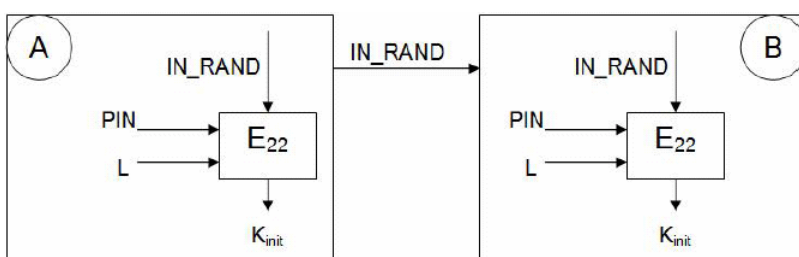 A
IN_RAND
PIN
L
E22
Kinit
IN_RAND
B
IN_RAND
PIN
L
E22
Kinit